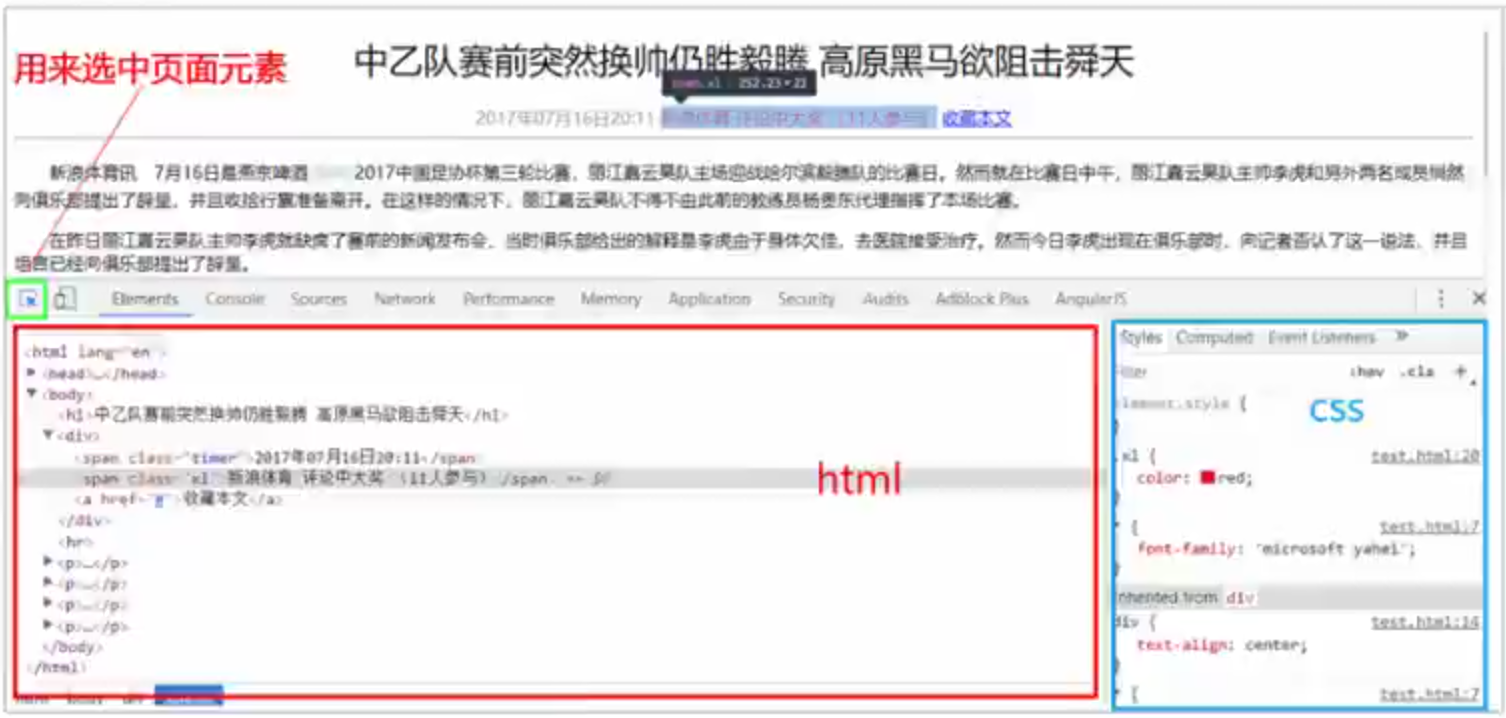 用来选中页面元素
中乙队赛前突然换帅仍胜毅腾 高原黑马欲阻击舜天
252.23×21
2017年07月16日20:11 新浪体育 评论中大奖 (11人参与) 收藏本文
新浪体育讯 7月16日是燕京啤酒 2017中国足协杯第三轮比赛，丽江嘉云昊队主场迎战哈尔滨毅腾队的比赛日。然而就在比赛日中午，丽江嘉云昊队主帅李虎和另外两名成员悄然
向俱乐部提出了辞呈，并且收拾行囊准备离开。在这样的情况下，丽江嘉云昊队不得不由此前的教练员杨贵东代理指挥了本场比赛。
在昨日丽江嘉云昊队主帅李虎就缺席了赛前的新闻发布会，当时俱乐部给出的解释是李虎由于身体欠佳，去医院接受治疗。然而今日李虎出现在俱乐部时，向记者否认了这一说法，并且
坦言已经向俱乐部提出了辞呈。
Elements Console Sources Network Performance Memory Application Security Audits Adblock Plus AngularJS
<html lang="en">
<head>…</head>
<body>
<h1>中乙队赛前突然换帅仍胜毅腾 高原黑马欲阻击舜天</h1>
<div>
<span class="timer">2017年07月16日20:11</span>
<span class="xl">新浪体育 评论中大奖 (11人参与)</span> == $0
<a href="#">收藏本文</a>
</div>
<hr>
<p>…</p>
<p>…</p>
<p>…</p>
<p>…</p>
</body>
</html>
html
html body div
Styles Computed Event Listeners »
:hov .cls +
element.style {
}
CSS
.xl { test.html:20
color: red;
}
* { test.html:7
font-family: "microsoft yahei";
}
Inherited from div
div { test.html:14
text-align: center;
}
* { test.html:7